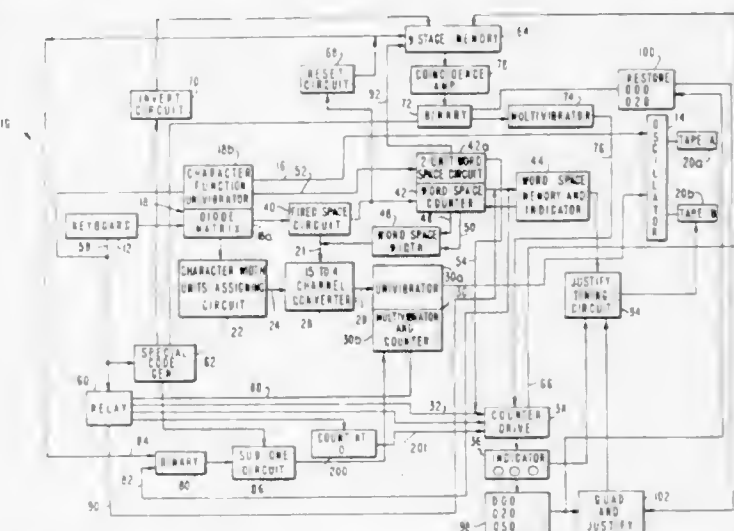 9 STAGE MEMORY
64
68
RESET
CIRCUIT
COINCIDENCE
AMP
78
92
100
RESTORE
000
020
70
INVERT
CIRCUIT
72
BINARY
74
MULTIVIBRATOR
14
OSCILLATOR
TAPE A
20a
76
10
18b
CHARACTER
FUNCTION
UNIVIBRATOR
16
52
42a
2 UNIT WORD
SPACE CIRCUIT
44
42
WORD SPACE
COUNTER
WORD SPACE
MEMORY AND
INDICATOR
20b
TAPE B
KEYBOARD
58
12
18
DIODE
MATRIX
18a
40
FIXED SPACE
CIRCUIT
48
46
50
WORD SPACE
WIDTH
21
54
CHARACTER WIDTH
UNITS ASSIGNING
CIRCUIT
22
24
15 TO 4
CHANNEL
CONVERTER
28
30a
UNIVIBRATOR
30b
MULTIVIBRATOR
AND
COUNTER
JUSTIFY
TIMING
CIRCUIT
94
SPECIAL
CODE
GEN
62
60
RELAY
88
32
66
COUNTER
DRIVE
COUNT AT
0
201
INDICATOR
84
BINARY
80
82
SUB ONE
CIRCUIT
86
200
90
98
000
020
050
QUAD AND
JUSTIFY
102